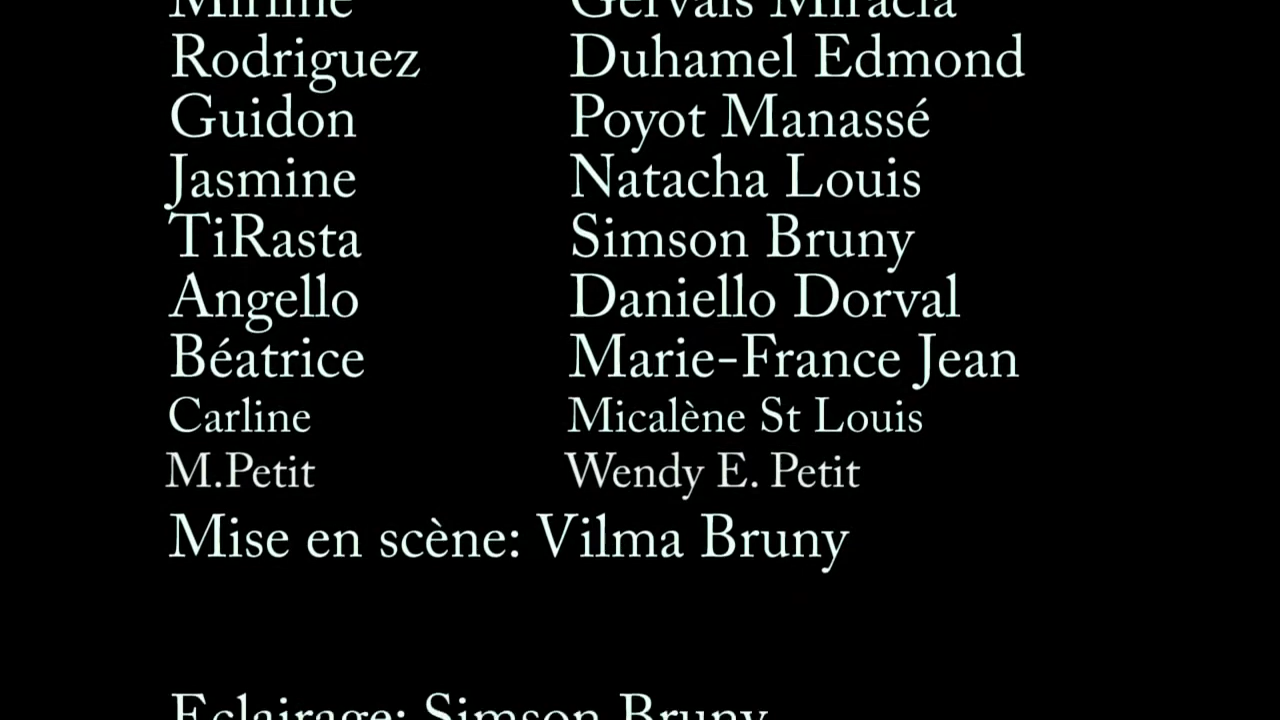 Mirline Gervais Miracia
Rodriguez Duhamel Edmond
Guidon Poyot Manassé
Jasmine Natacha Louis
TiRasta Simson Bruny
Angello Daniello Dorval
Béatrice Marie-France Jean
Carline Micalène St Louis
M.Petit Wendy E. Petit
Mise en scène: Vilma Bruny
Eclairage: Simson Bruny